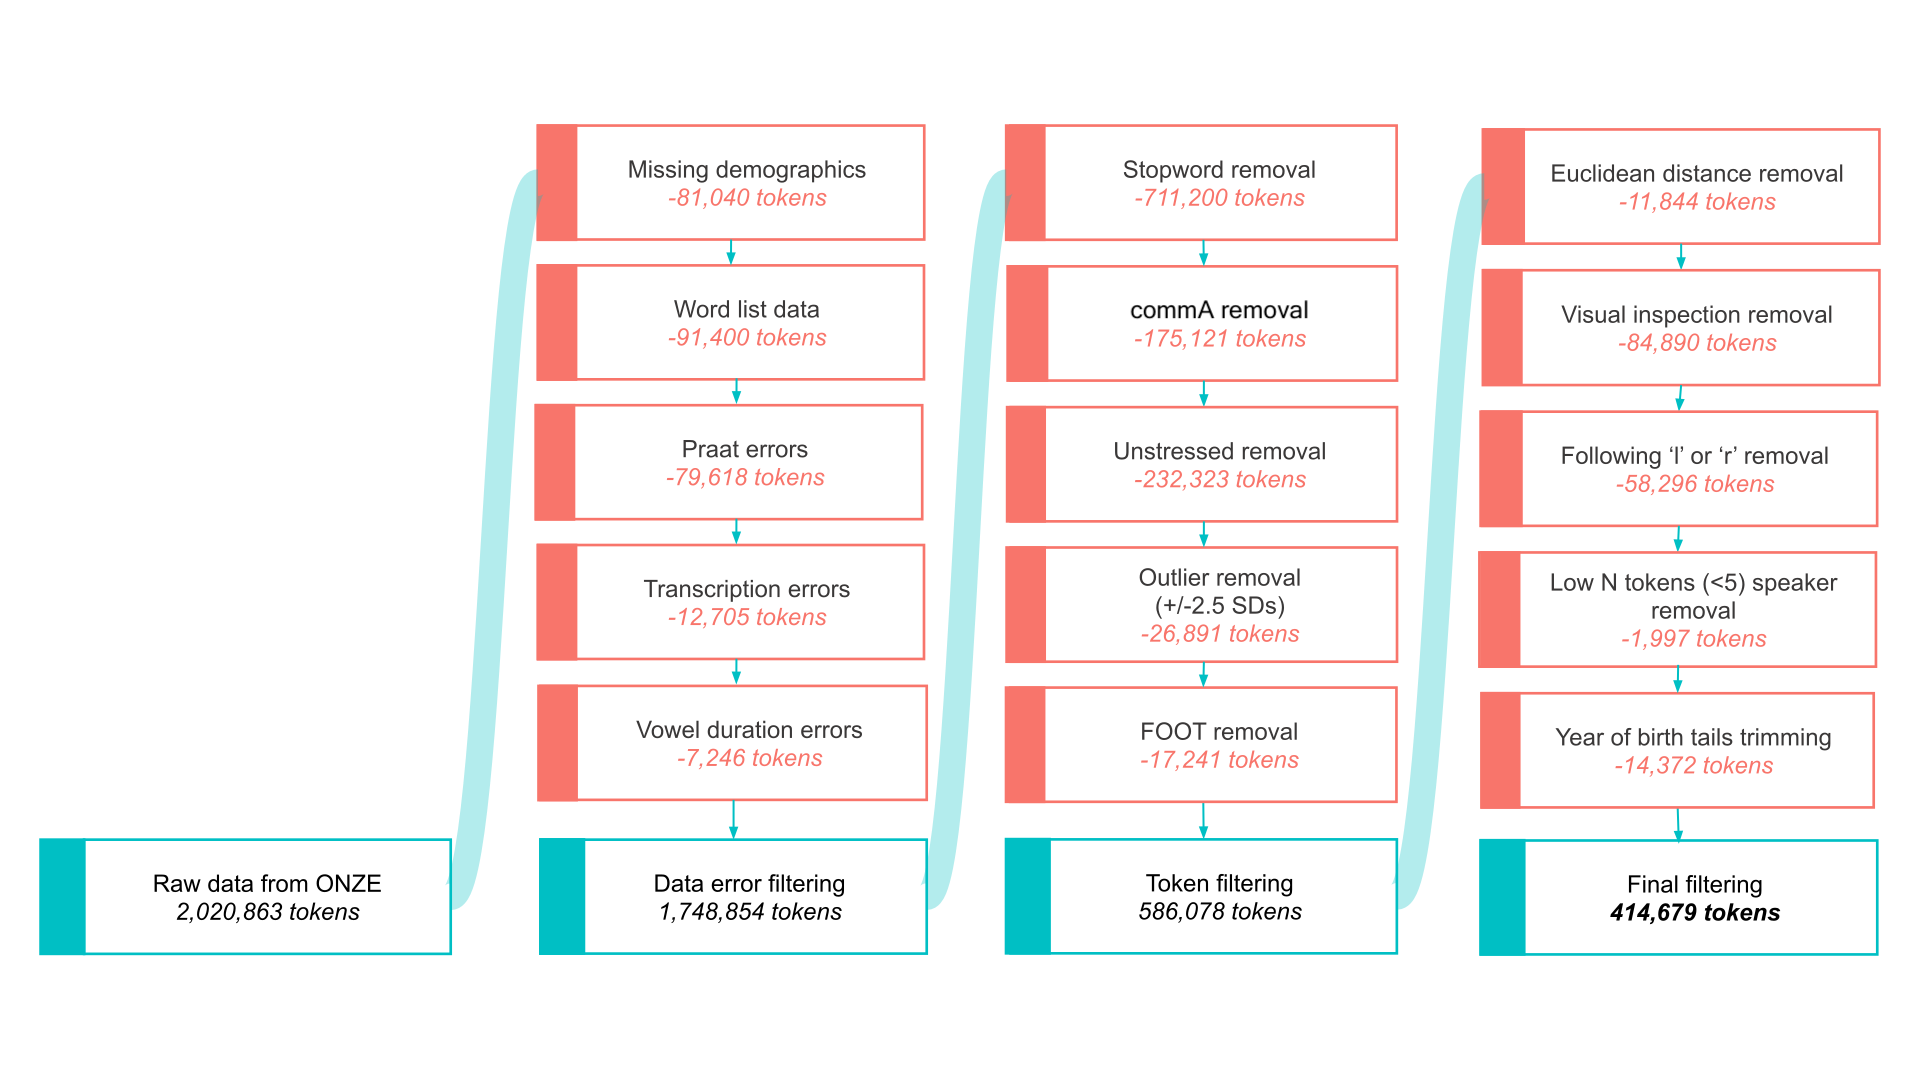 Raw data from ONZE
2,020,863 tokens
Missing demographics
-81,040 tokens
Word list data
-91,400 tokens
Praat errors
-79,618 tokens
Transcription errors
-12,705 tokens
Vowel duration errors
-7,246 tokens
Data error filtering
1,748,854 tokens
Stopword removal
-711,200 tokens
commA removal
-175,121 tokens
Unstressed removal
-232,323 tokens
Outlier removal
(+/-2.5 SDs)
-26,891 tokens
FOOT removal
-17,241 tokens
Token filtering
586,078 tokens
Euclidean distance removal
-11,844 tokens
Visual inspection removal
-84,890 tokens
Following ‘l’ or ‘r’ removal
-58,296 tokens
Low N tokens (<5) speaker
removal
-1,997 tokens
Year of birth tails trimming
-14,372 tokens
Final filtering
414,679 tokens